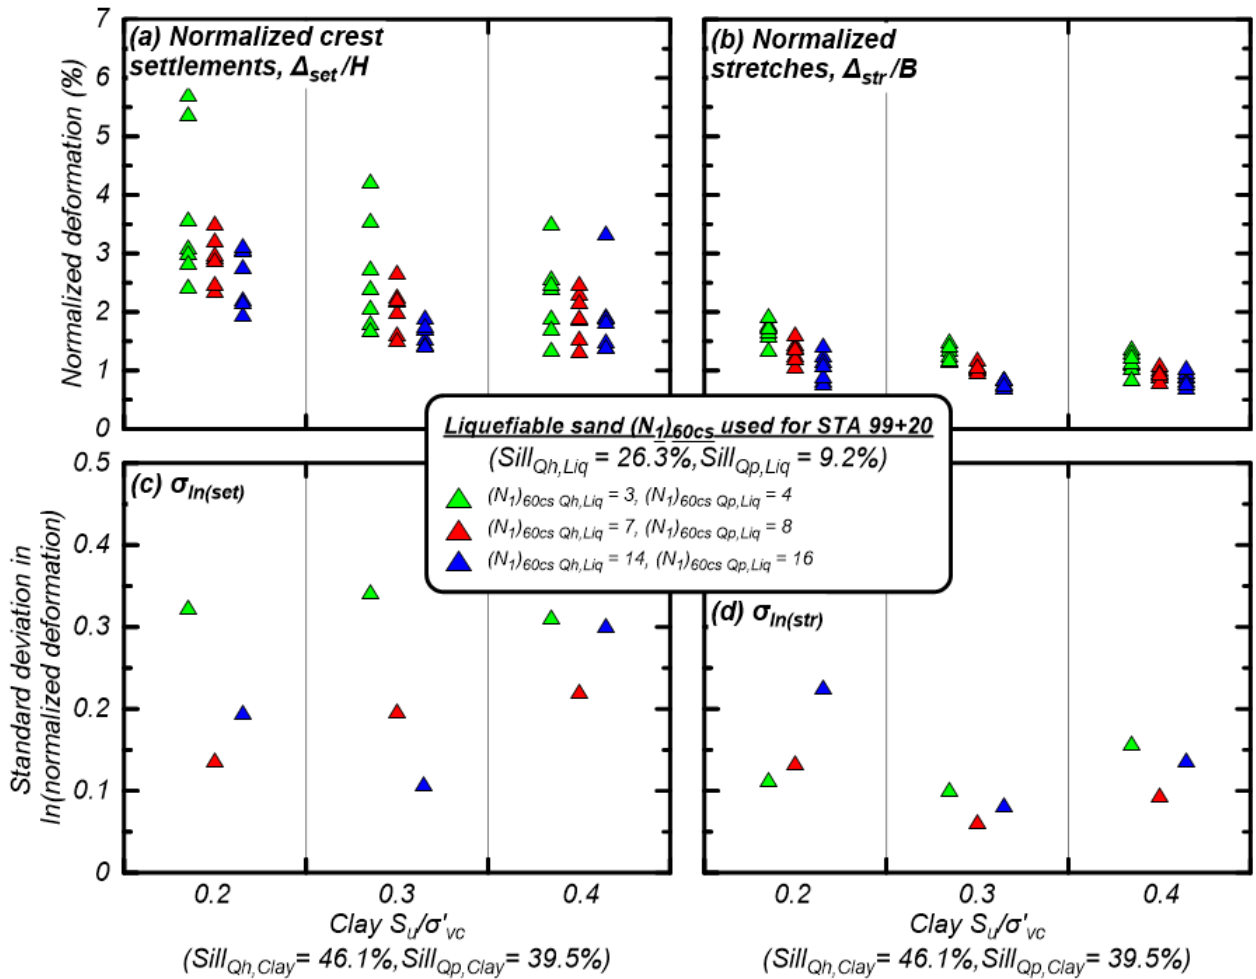 (a) Normalized crest
settlements, Δset/H
(b) Normalized
stretches, Δstr/B
Normalized deformation (%)
7
6
5
4
3
2
1
0
Liquefiable sand (N1)60cs used for STA 99+20
(SillQh,Liq = 26.3%,SillQp,Liq = 9.2%)
(N1)60cs Qh,Liq = 3, (N1)60cs Qp,Liq = 4
(N1)60cs Qh,Liq = 7, (N1)60cs Qp,Liq = 8
(N1)60cs Qh,Liq = 14, (N1)60cs Qp,Liq = 16
(c) σln(set)
(d) σln(str)
Standard deviation in
ln(normalized deformation)
0.5
0.4
0.3
0.2
0.1
0
0.2 0.3 0.4
0.2 0.3 0.4
Clay Su/σ'vc
(SillQh,Clay= 46.1%,SillQp,Clay= 39.5%)
Clay Su/σ'vc
(SillQh,Clay= 46.1%,SillQp,Clay= 39.5%)